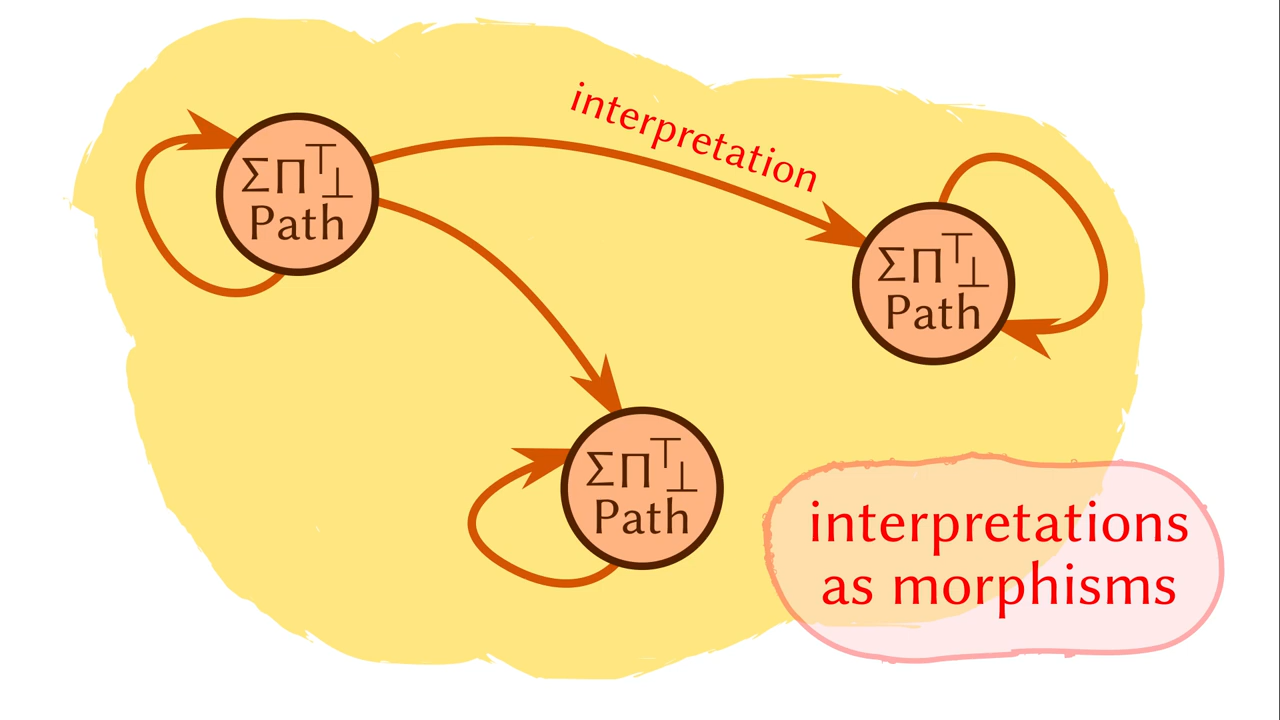 interpretation
ΣΠ⊤⊥
Path
ΣΠ⊤⊥
Path
ΣΠ⊤⊥
Path
interpretations
as morphisms